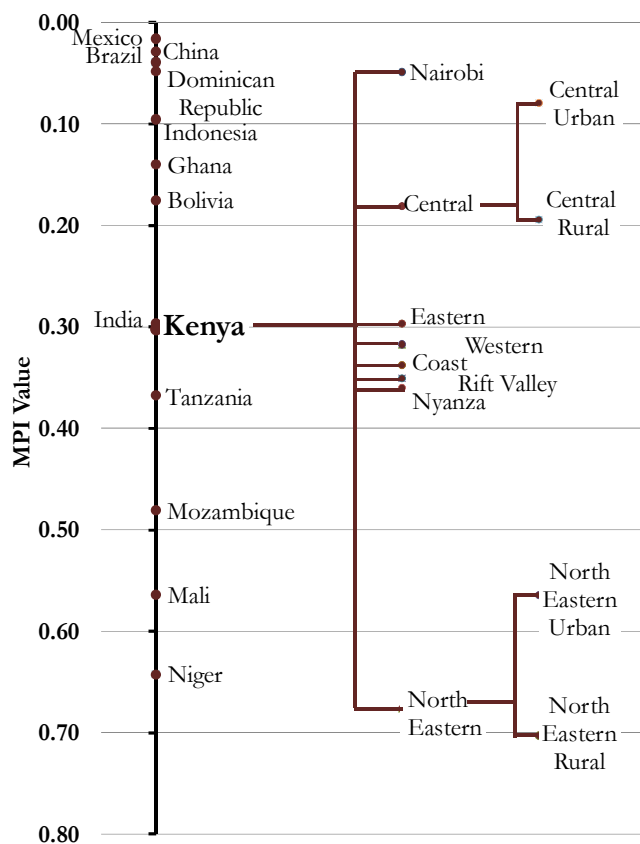 MPI Value
0.00
0.10
0.20
0.30
0.40
0.50
0.60
0.70
0.80
Mexico
Brazil
China
Dominican
Republic
Indonesia
Ghana
Bolivia
India
Kenya
Tanzania
Mozambique
Mali
Niger
Nairobi
Central
Eastern
Western
Coast
Rift Valley
Nyanza
North
Eastern
Central
Urban
Central
Rural
North
Eastern
Urban
North
Eastern
Rural